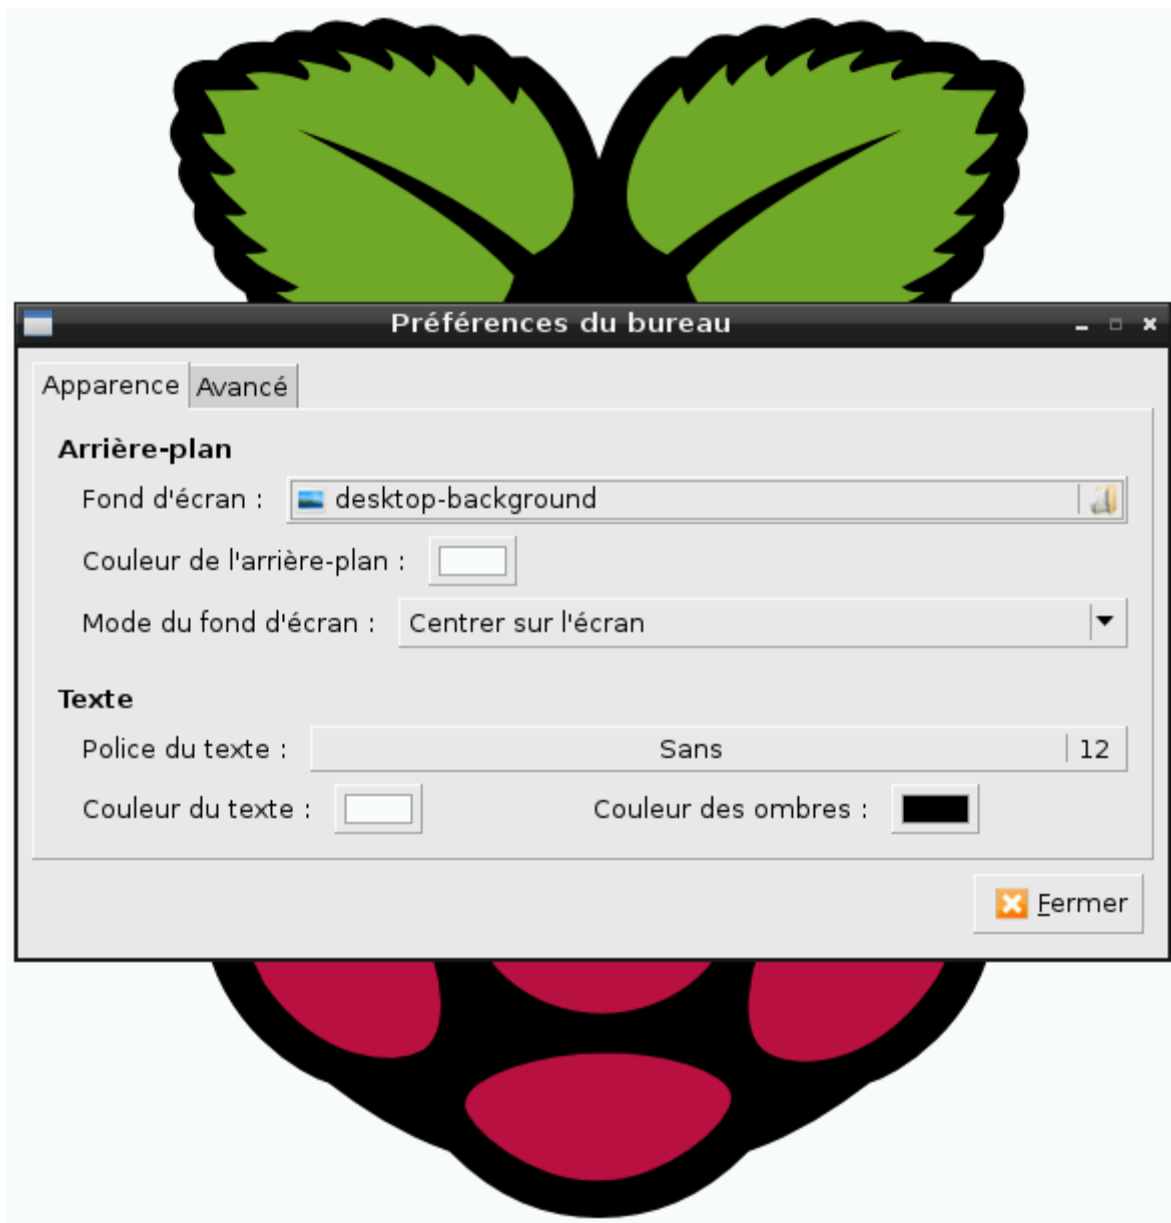 Préférences du bureau
Apparence Avancé
Arrière-plan
Fond d'écran : desktop-background
Couleur de l'arrière-plan :
Mode du fond d'écran : Centrer sur l'écran
Texte
Police du texte : Sans 12
Couleur du texte : Couleur des ombres :
Fermer